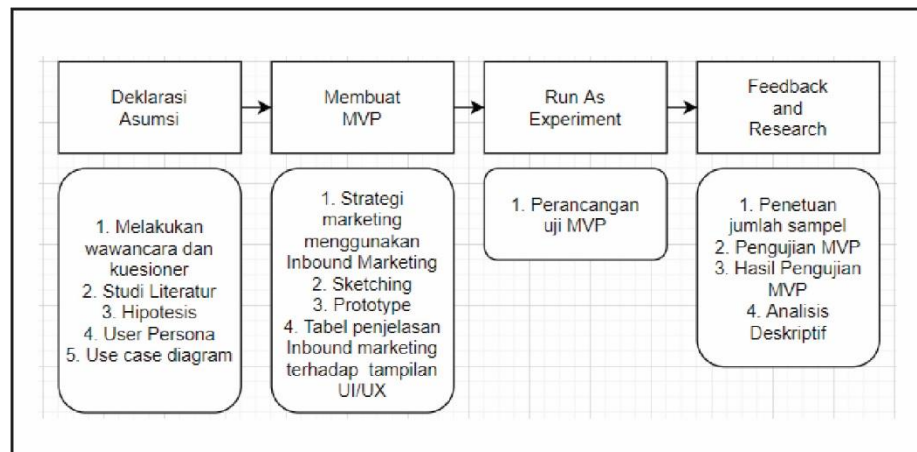 Deklarasi
Asumsi
Membuat
MVP
Run As
Experiment
Feedback
and
Research
1. Melakukan
wawancara dan
kuesioner
2. Studi Literatur
3. Hipotesis
4. User Persona
5. Use case diagram
1. Strategi
marketing
menggunakan
Inbound Marketing
2. Sketching
3. Prototype
4. Tabel penjelasan
Inbound marketing
terhadap tampilan
UI/UX
1. Perancangan
uji MVP
1. Penetuan
jumlah sampel
2. Pengujian MVP
3. Hasil Pengujian
MVP
4. Analisis
Deskriptif